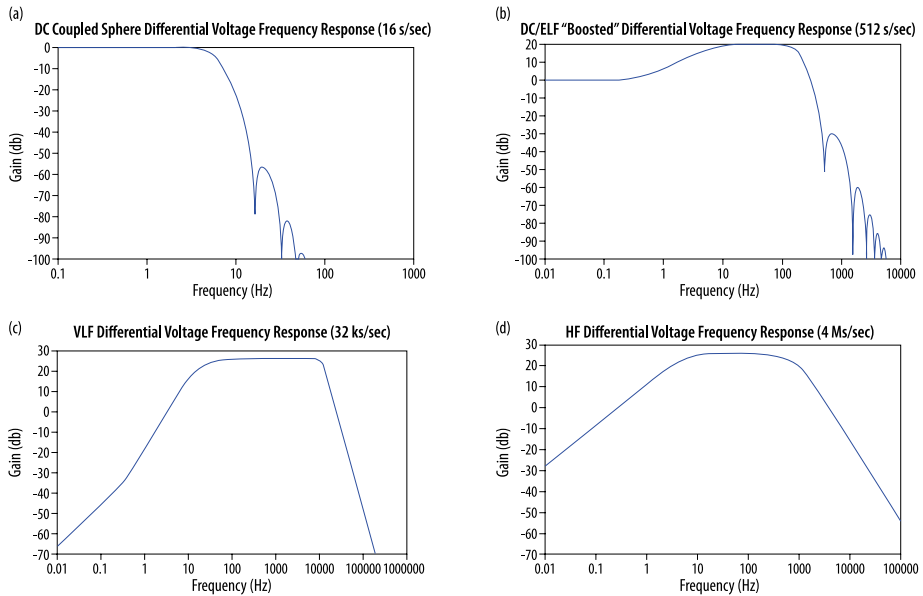 (a)
DC Coupled Sphere Differential Voltage Frequency Response (16 s/sec)
0
-10
-20
-30
-40
-50
-60
-70
-80
-90
-100
Gain (db)
0.1 1 10 100 1000
Frequency (Hz)
(b)
DC/ELF “Boosted” Differential Voltage Frequency Response (512 s/sec)
20
10
0
-10
-20
-30
-40
-50
-60
-70
-80
-90
-100
Gain (db)
0.01 0.1 1 10 100 1000 10000
Frequency (Hz)
(c)
VLF Differential Voltage Frequency Response (32 ks/sec)
30
20
10
0
-10
-20
-30
-40
-50
-60
-70
Gain (db)
0.01 0.1 1 10 100 1000 10000 100000 1000 000
Frequency (Hz)
(d)
HF Differential Voltage Frequency Response (4 Ms/sec)
30
20
10
0
-10
-20
-30
-40
-50
-60
-70
Gain (db)
0.01 0.1 1 10 100 1000 10000 100000
Frequency (Hz)